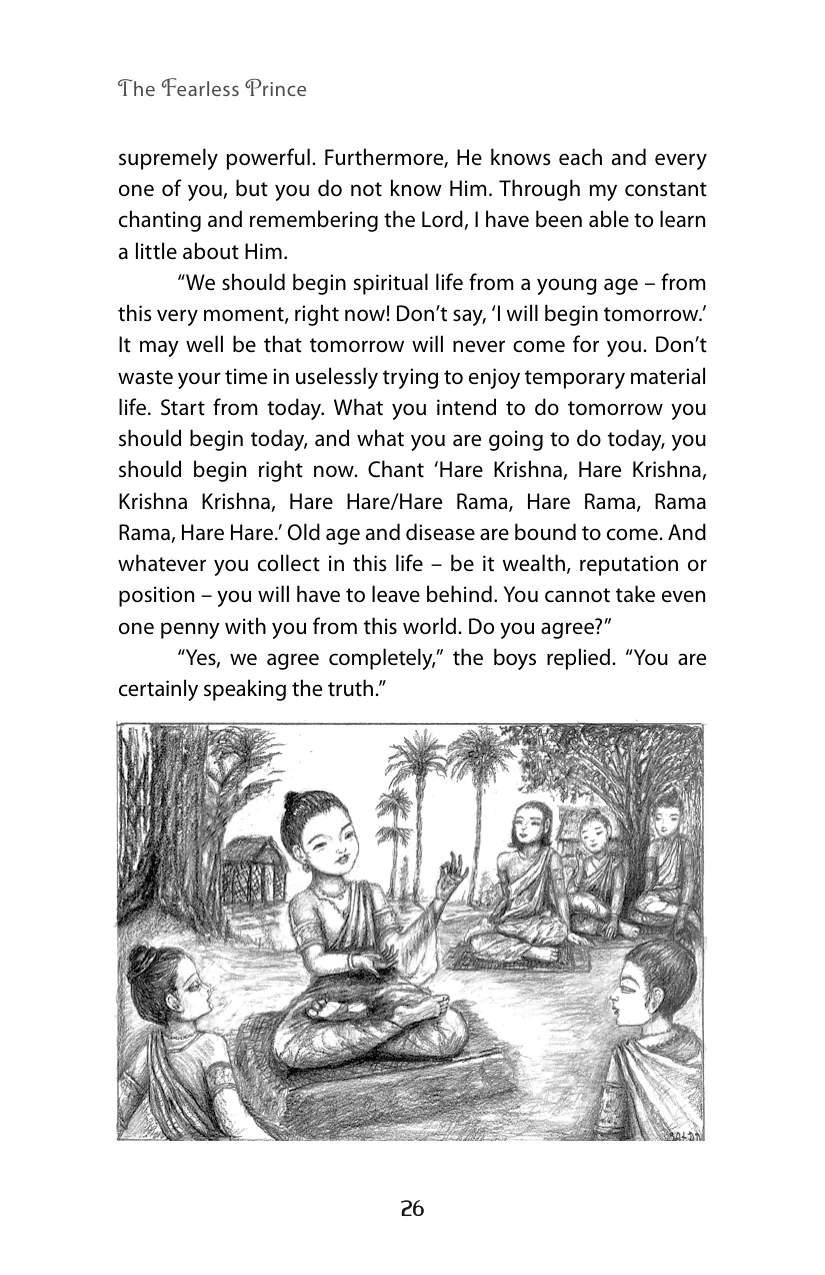 The Fearless Prince
supremely powerful. Furthermore, He knows each and every
one of you, but you do not know Him. Through my constant
chanting and remembering the Lord, I have been able to learn
a little about Him.
“We should begin spiritual life from a young age – from
this very moment, right now! Don’t say, ‘I will begin tomorrow.’
It may well be that tomorrow will never come for you. Don’t
waste your time in uselessly trying to enjoy temporary material
life. Start from today. What you intend to do tomorrow you
should begin today, and what you are going to do today, you
should begin right now. Chant ‘Hare Krishna, Hare Krishna,
Krishna Krishna, Hare Hare/Hare Rama, Hare Rama, Rama
Rama, Hare Hare.’ Old age and disease are bound to come. And
whatever you collect in this life – be it wealth, reputation or
position – you will have to leave behind. You cannot take even
one penny with you from this world. Do you agree?”
“Yes, we agree completely,” the boys replied. “You are
certainly speaking the truth.”
26